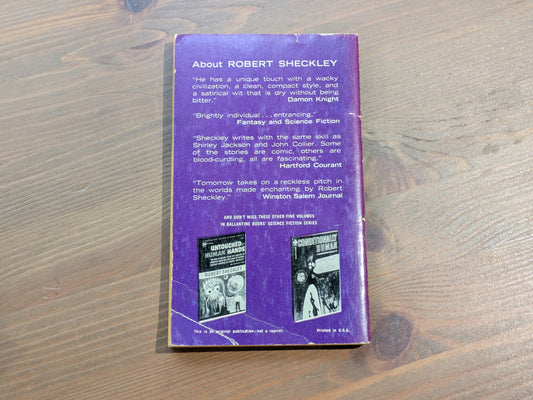 About ROBERT SHECKLEY
"He has a unique touch with a wacky
civilization, a clean, compact style, and
a satirical wit that is dry without being
bitter." Damon Knight
"Brightly individual . . . entrancing."
Fantasy and Science Fiction
"Sheckley writes with the same skill as
Shirley Jackson and John Collier. Some
of the stories are comic, others are
blood-curdling, all are fascinating."
Hartford Courant
"Tomorrow takes on a reckless pitch in
the worlds made enchanting by Robert
Sheckley." Winston Salem Journal
AND DON'T MISS THESE OTHER FINE VOLUMES
IN BALLANTINE BOOKS' SCIENCE FICTION SERIES
UNTOUCHED BY
HUMAN HANDS
ROBERT SHECKLEY
CONDITIONALLY
HUMAN
This is an original publication—not a reprint.
Printed in U.S.A.